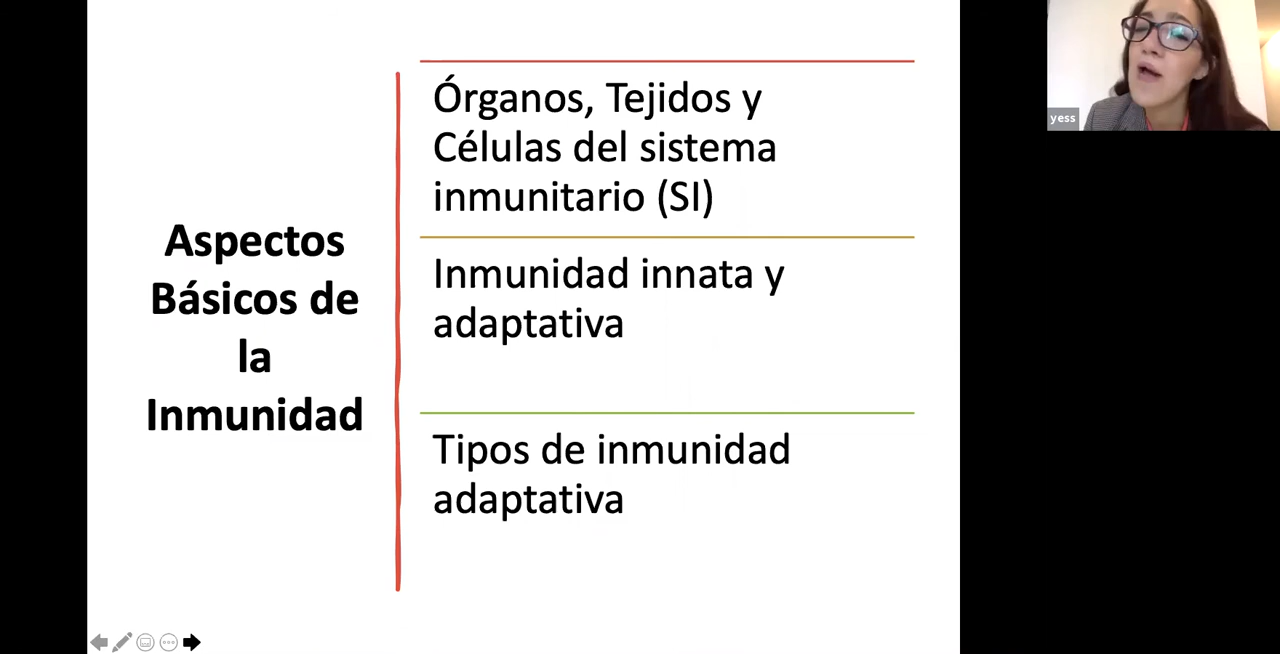 Aspectos
Básicos de
la
Inmunidad
Órganos, Tejidos y
Células del sistema
inmunitario (SI)
Inmunidad innata y
adaptativa
Tipos de inmunidad
adaptativa
yess